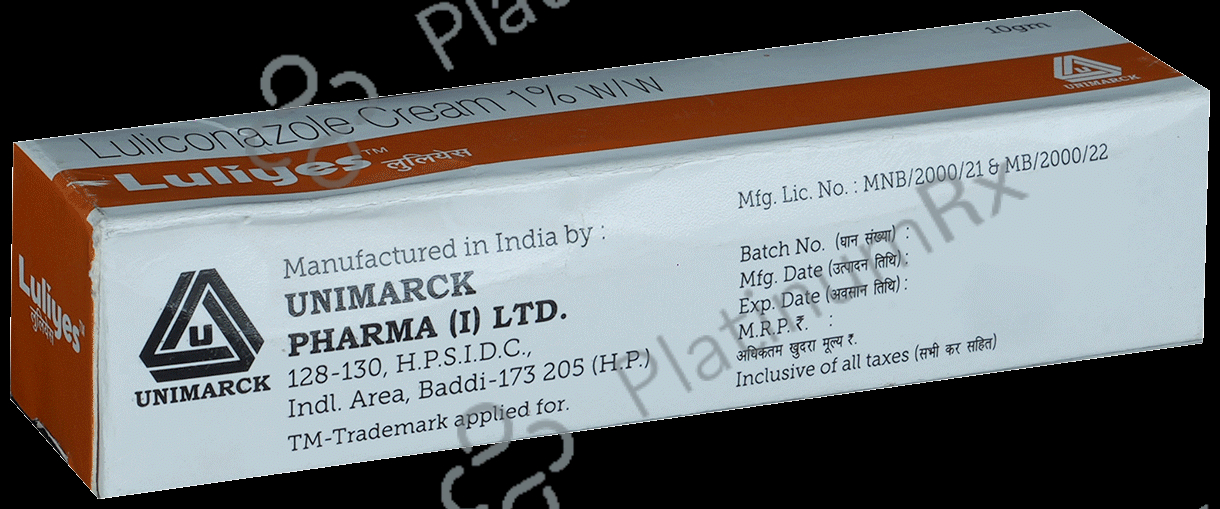 Luliconazole Cream 1% w/w
10gm
Luliyes™ लुलियेस
UNIMARCK
Luliyes™
लुलियेस
UNIMARCK
Manufactured in India by :
UNIMARCK
PHARMA (I) LTD.
128-130, H.P.S.I.D.C.,
Indl. Area, Baddi-173 205 (H.P.)
TM-Trademark applied for.
Mfg. Lic. No. : MNB/2000/21 & MB/2000/22
Batch No. (घान संख्या) :
Mfg. Date (उत्पादन तिथि) :
Exp. Date (अवसान तिथि) :
M.R.P. ₹. :
अधिकतम खुदरा मूल्य ₹.
Inclusive of all taxes (सभी कर सहित)
PlatinumRx
Plati